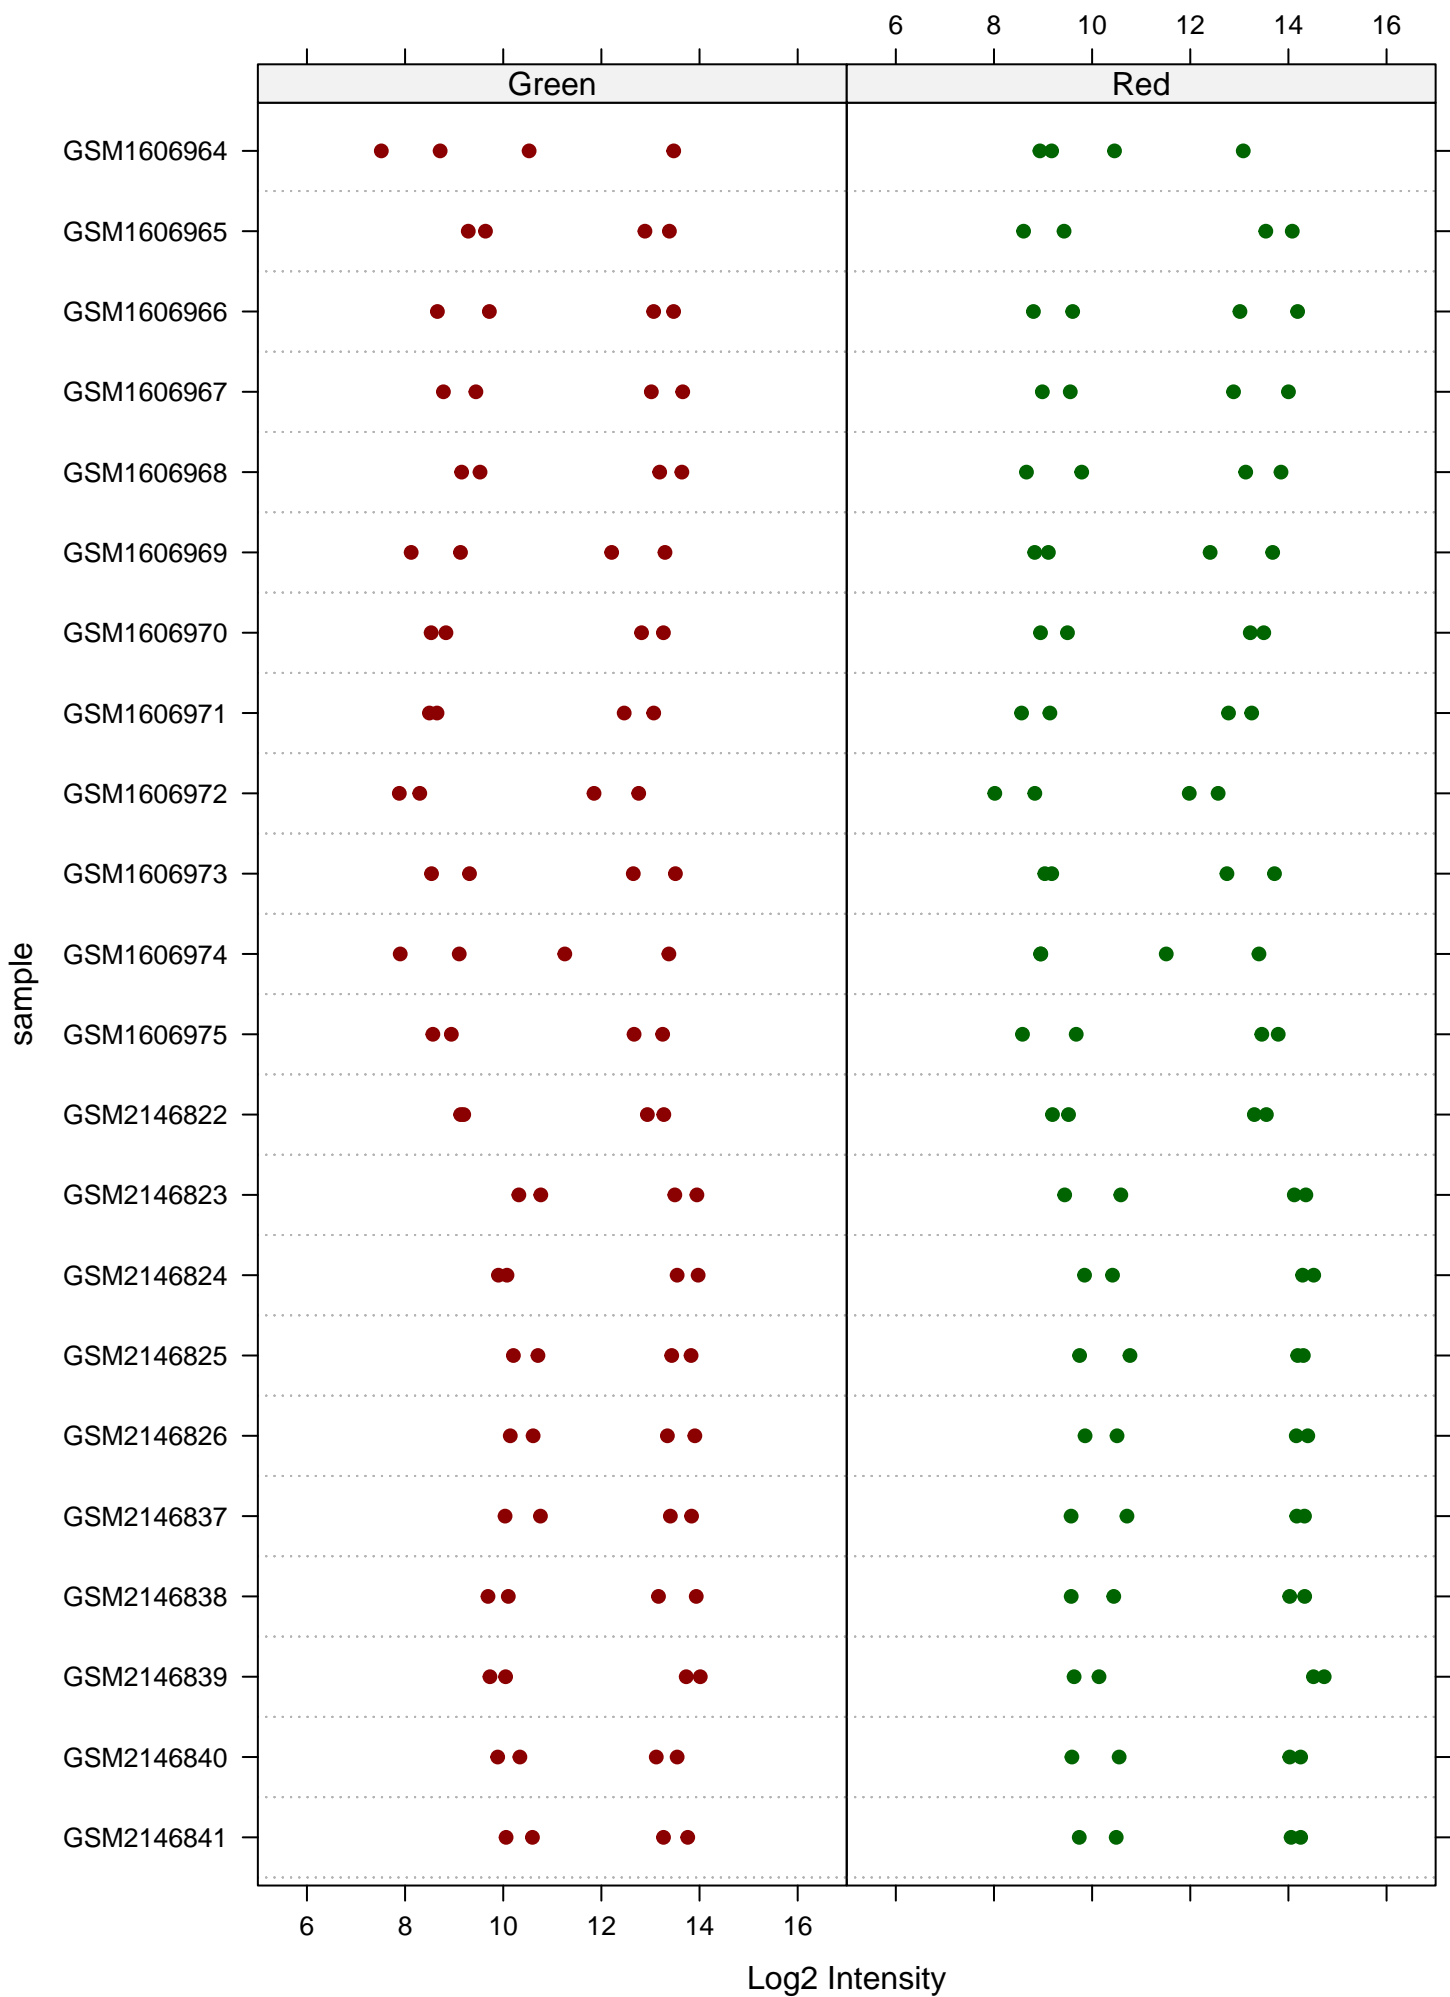 6 8 10 12 14 16
Green Red
GSM1606964
GSM1606965
GSM1606966
GSM1606967
GSM1606968
GSM1606969
GSM1606970
GSM1606971
GSM1606972
GSM1606973
GSM1606974
GSM1606975
GSM2146822
GSM2146823
GSM2146824
GSM2146825
GSM2146826
GSM2146837
GSM2146838
GSM2146839
GSM2146840
GSM2146841
sample
6 8 10 12 14 16
Log2 Intensity